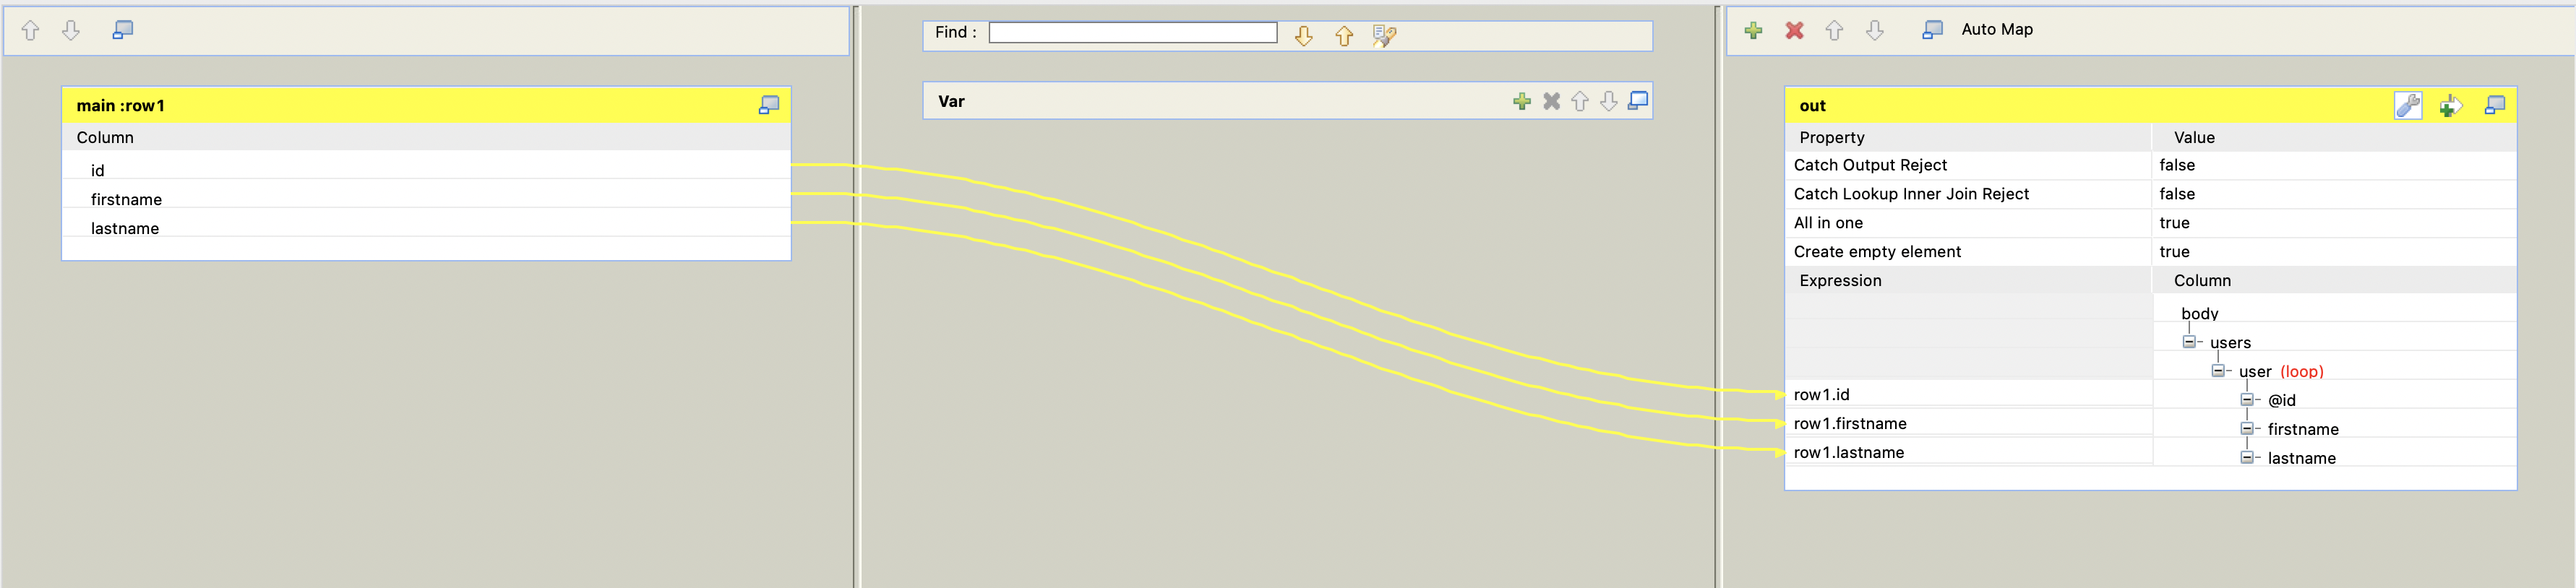 Find :
Auto Map
main :row1
Column
id
firstname
lastname
Var
out
Property Value
Catch Output Reject false
Catch Lookup Inner Join Reject false
All in one true
Create empty element true
Expression Column
body
users
user (loop)
row1.id @id
row1.firstname firstname
row1.lastname lastname